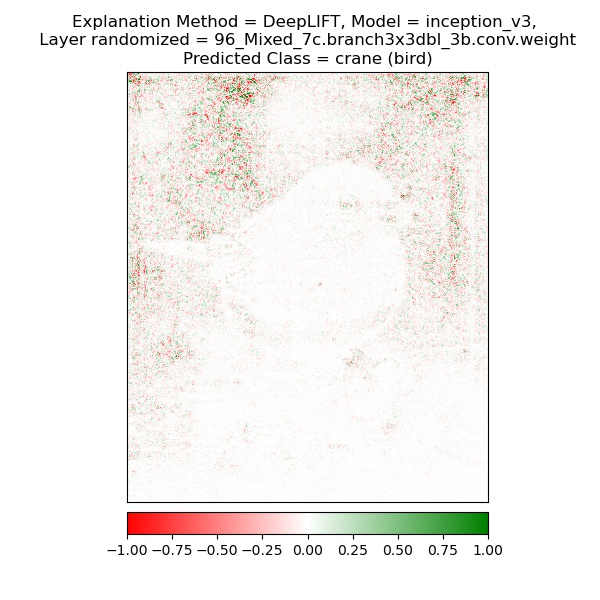 Explanation Method = DeepLIFT, Model = inception_v3,
Layer randomized = 96_Mixed_7c.branch3x3dbl_3b.conv.weight
Predicted Class = crane (bird)
−1.00 −0.75 −0.50 −0.25 0.00 0.25 0.50 0.75 1.00